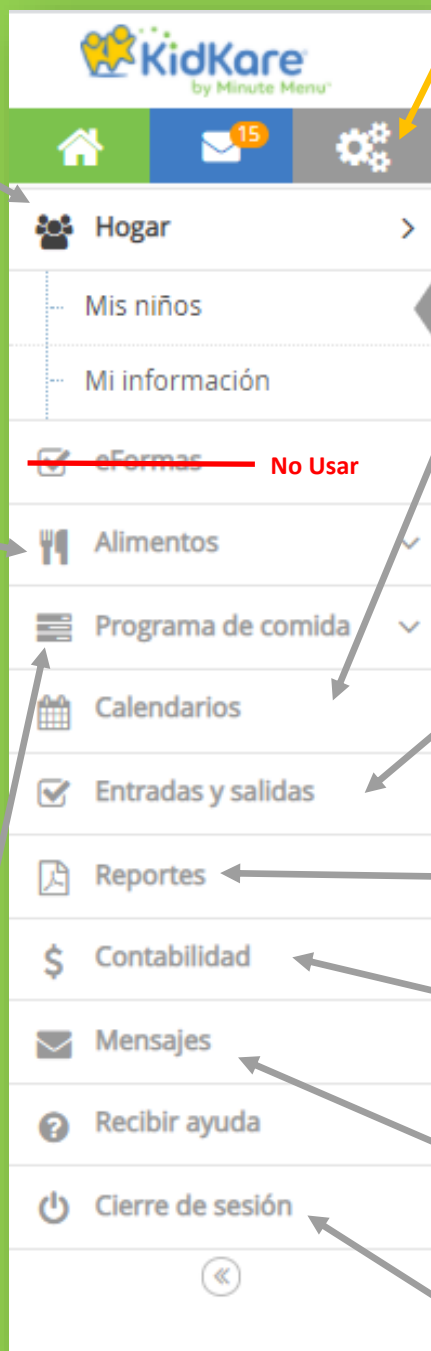 KidKare
by Minute Menu
15
Hogar
Mis niños
Mi información
eFormas No Usar
Alimentos
Programa de comida
Calendarios
Entradas y salidas
Reportes
$ Contabilidad
Mensajes
Recibir ayuda
Cierre de sesión